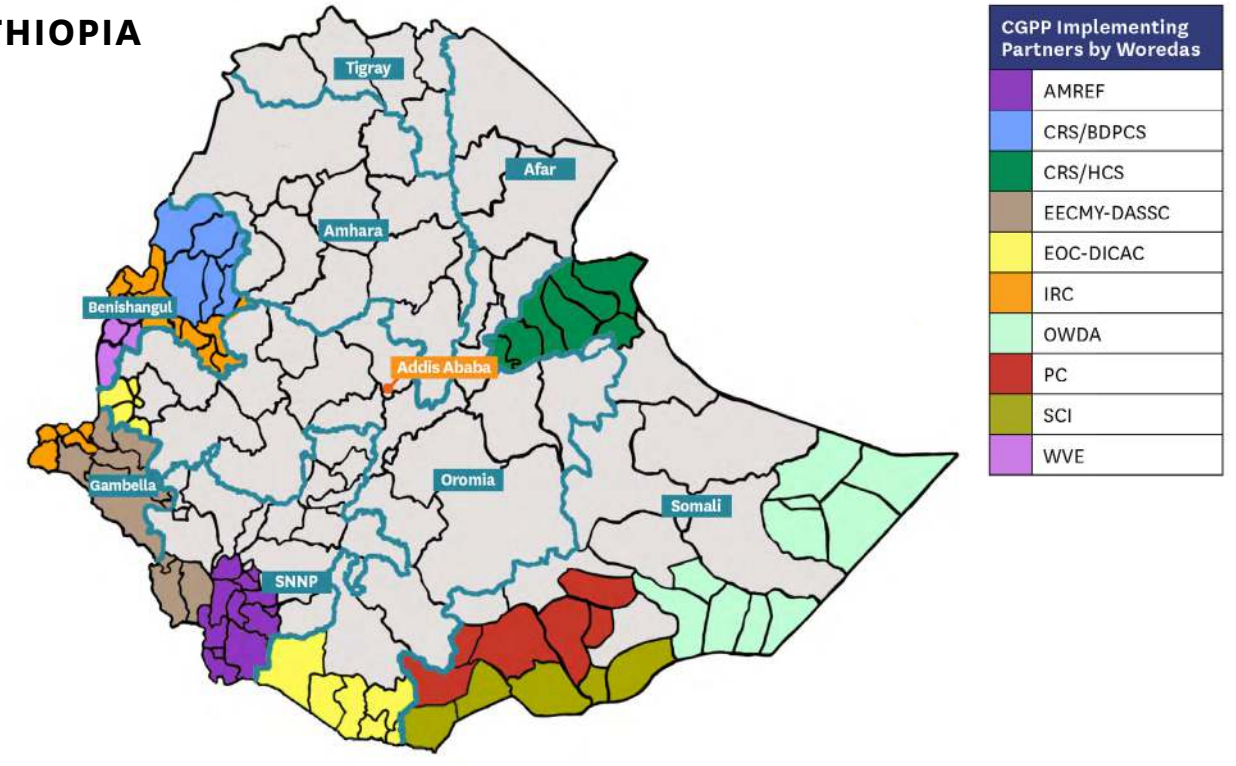 THIOPIA
CGPP Implementing
Partners by Woredas
AMREF
CRS/BDPCS
CRS/HCS
EECMY-DASSC
EOC-DICAC
IRC
OWDA
PC
SCI
WVE
Tigray
Afar
Amhara
Benishangul
Addis Ababa
Oromia
Gambella
Somali
SNNP